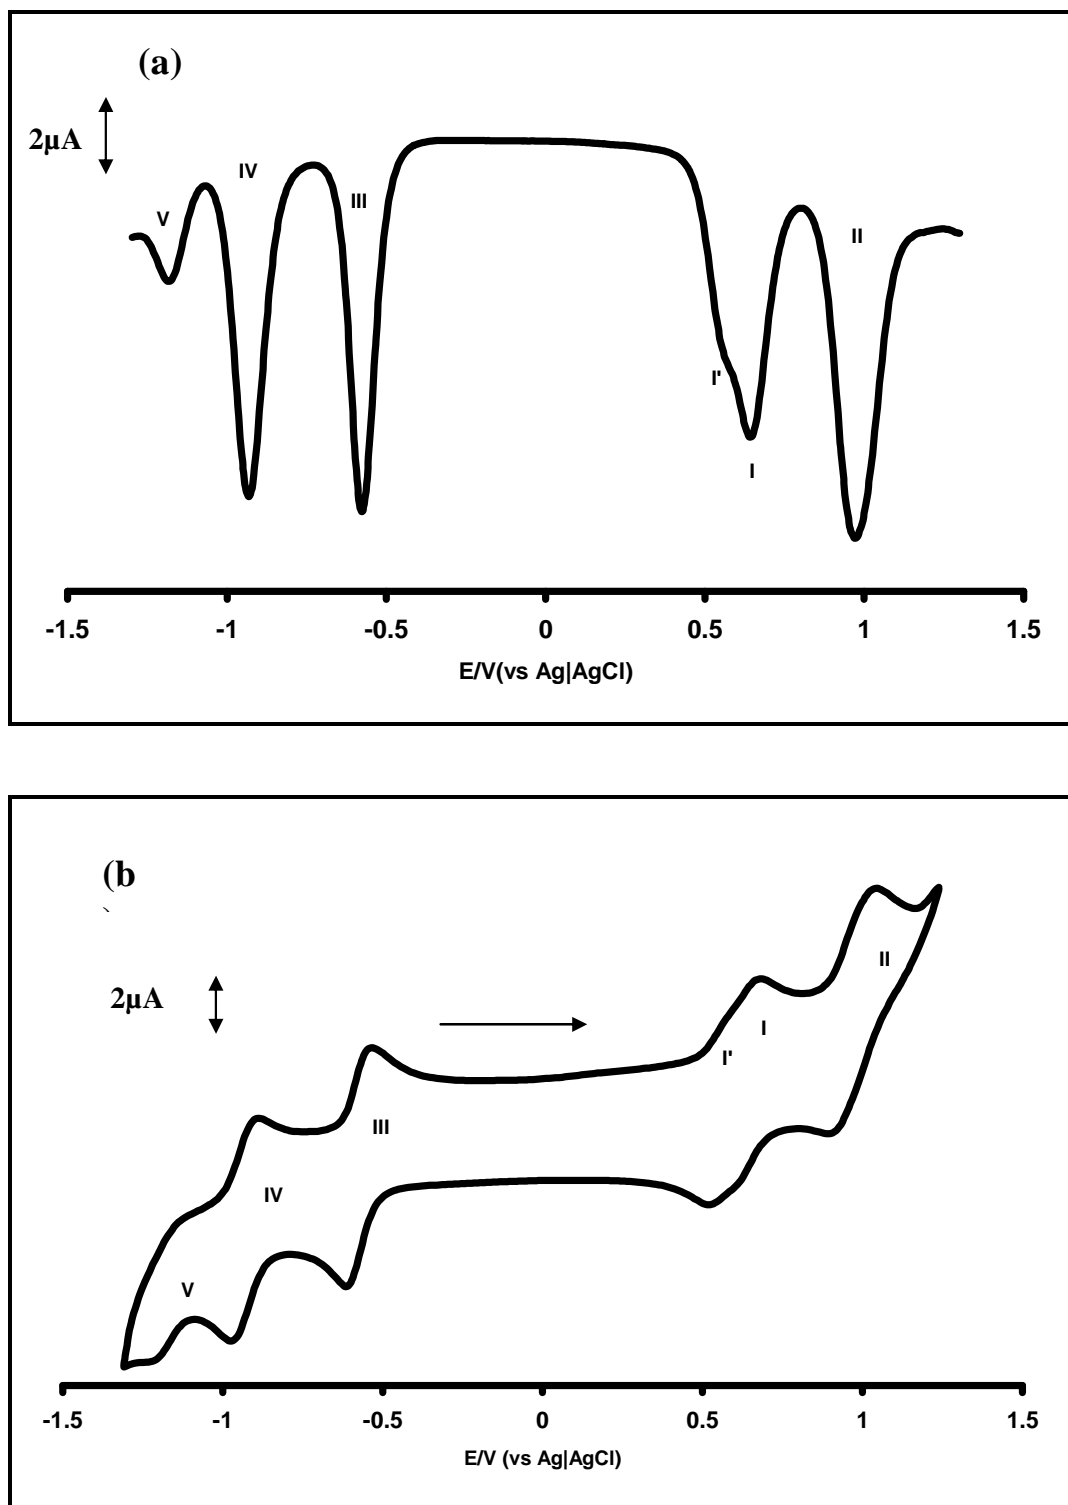 (a)
2µA
IV
III
V
II
I'
I
-1.5 -1 -0.5 0 0.5 1 1.5
E/V(vs Ag|AgCl)
(b
2µA
II
I
I'
III
IV
V
-1.5 -1 -0.5 0 0.5 1 1.5
E/V (vs Ag|AgCl)